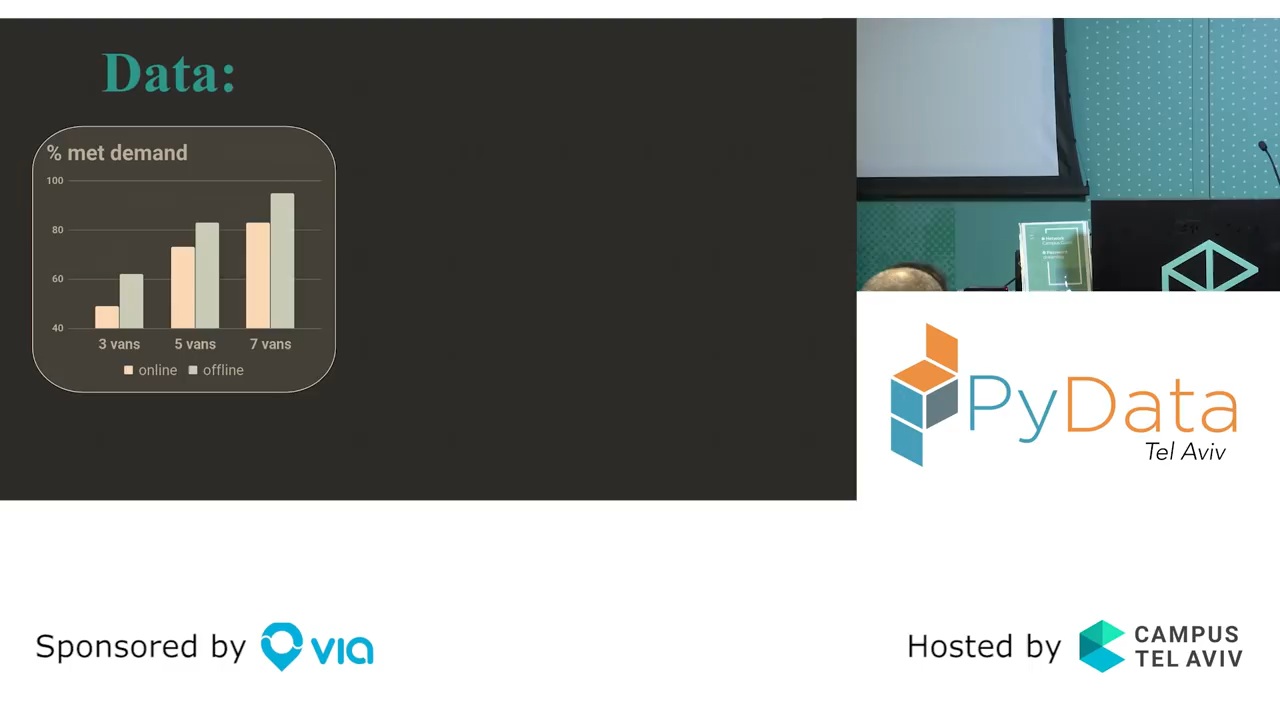 Data:
% met demand
100
80
60
40
3 vans 5 vans 7 vans
online offline
PyData
Tel Aviv
Sponsored by via
Hosted by CAMPUS
TEL AVIV